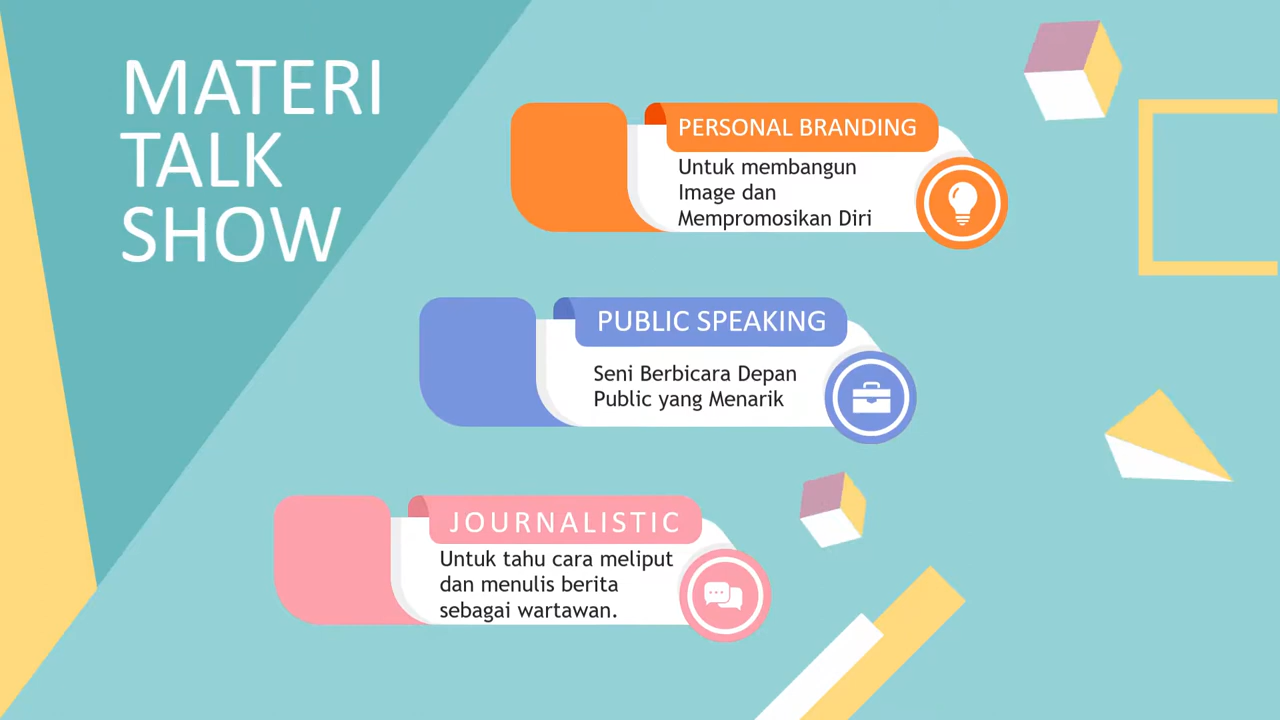 MATERI
TALK
SHOW
PERSONAL BRANDING
Untuk membangun
Image dan
Mempromosikan Diri
PUBLIC SPEAKING
Seni Berbicara Depan
Public yang Menarik
JOURNALISTIC
Untuk tahu cara meliput
dan menulis berita
sebagai wartawan.